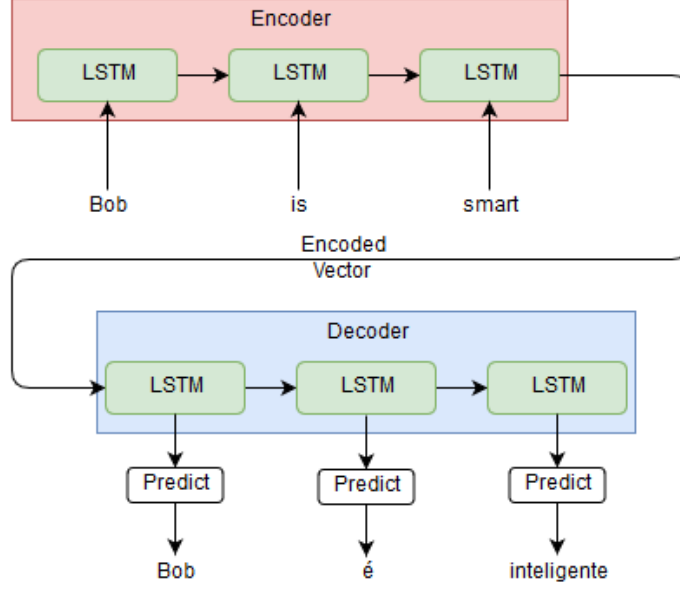 Encoder
LSTM LSTM LSTM
Bob is smart
Encoded
Vector
Decoder
LSTM LSTM LSTM
Predict Predict Predict
Bob é inteligente